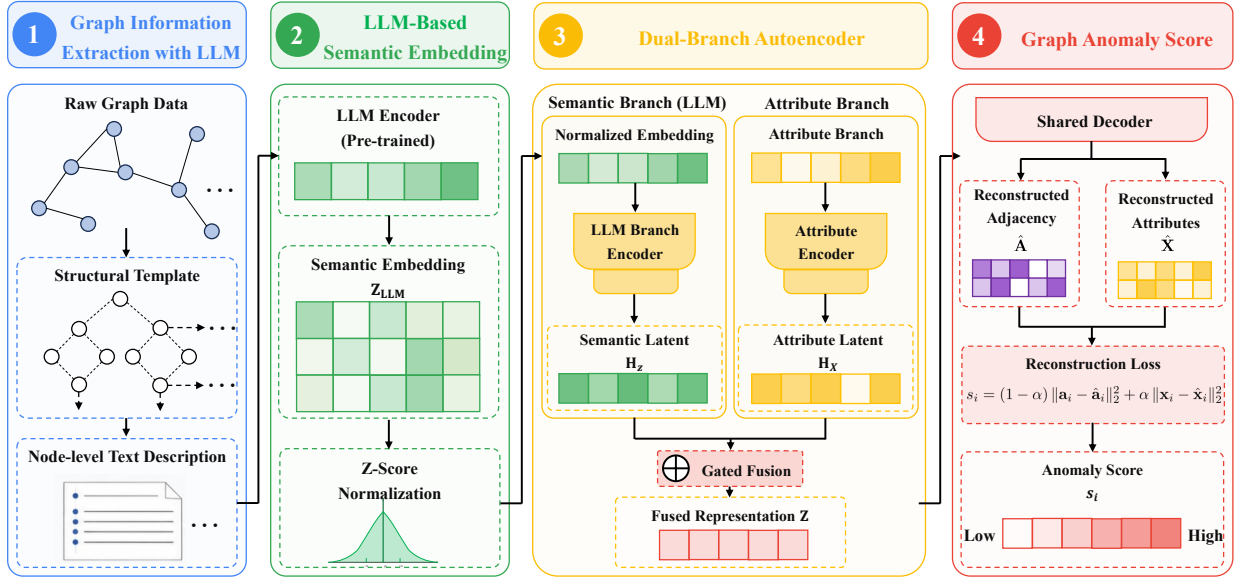 1
Graph Information
Extraction with LLM
2
LLM-Based
Semantic Embedding
3
Dual-Branch Autoencoder
4
Graph Anomaly Score
Raw Graph Data
. . .
Structural Template
. . .
. . .
Node-level Text Description
. . .
LLM Encoder
(Pre-trained)
Semantic Embedding
Z_LLM
Z-Score
Normalization
Semantic Branch (LLM)
Normalized Embedding
LLM Branch
Encoder
Semantic Latent
H_z
Attribute Branch
Attribute Branch
Attribute
Encoder
Attribute Latent
H_X
Gated Fusion
Fused Representation Z
Shared Decoder
Reconstructed
Adjacency
Â
Reconstructed
Attributes
X̂
Reconstruction Loss
s_i = (1 − α) ‖a_i − â_i‖₂² + α ‖x_i − x̂_i‖₂²
Anomaly Score
s_i
Low
High